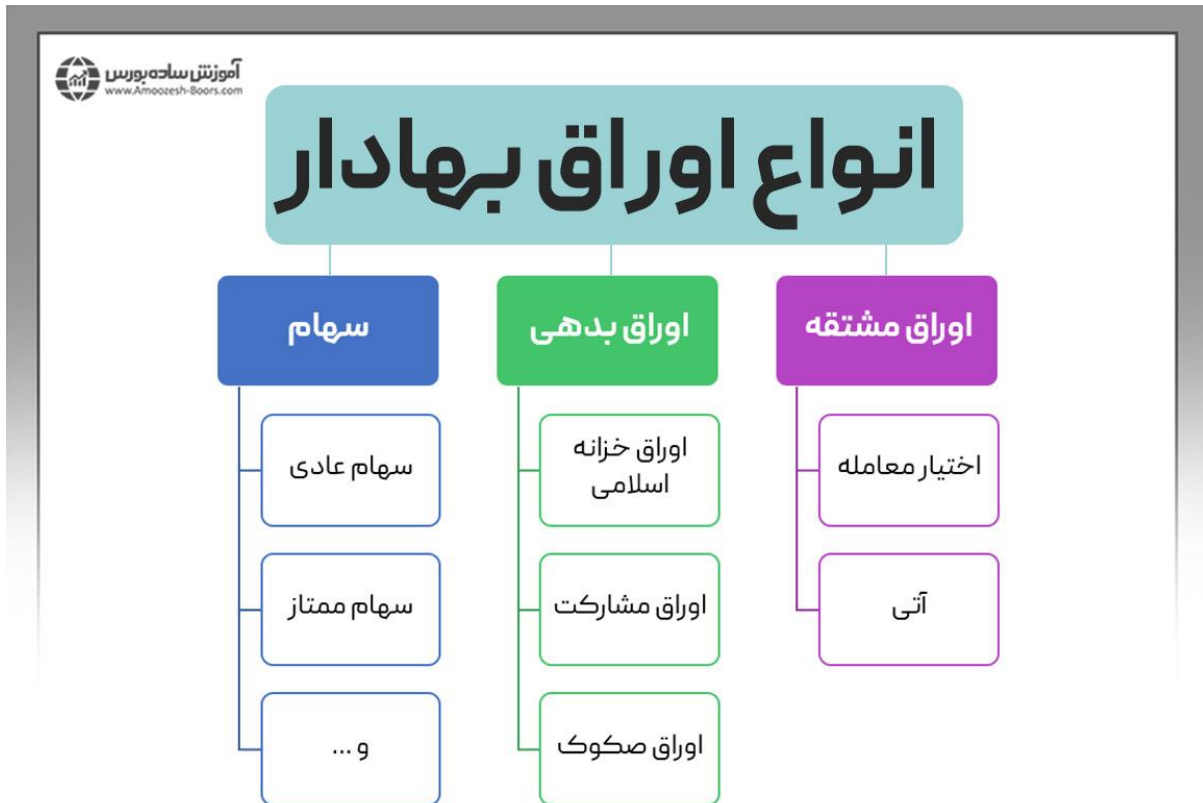 آموزش ساده بورس
www.Amoozesh-Boors.com
انواع اوراق بهادار
اوراق مشتقه
اختیار معامله
آتی
اوراق بدهی
اوراق خزانه
اسلامی
اوراق مشارکت
اوراق صکوک
سهام
سهام عادی
سهام ممتاز
و ...